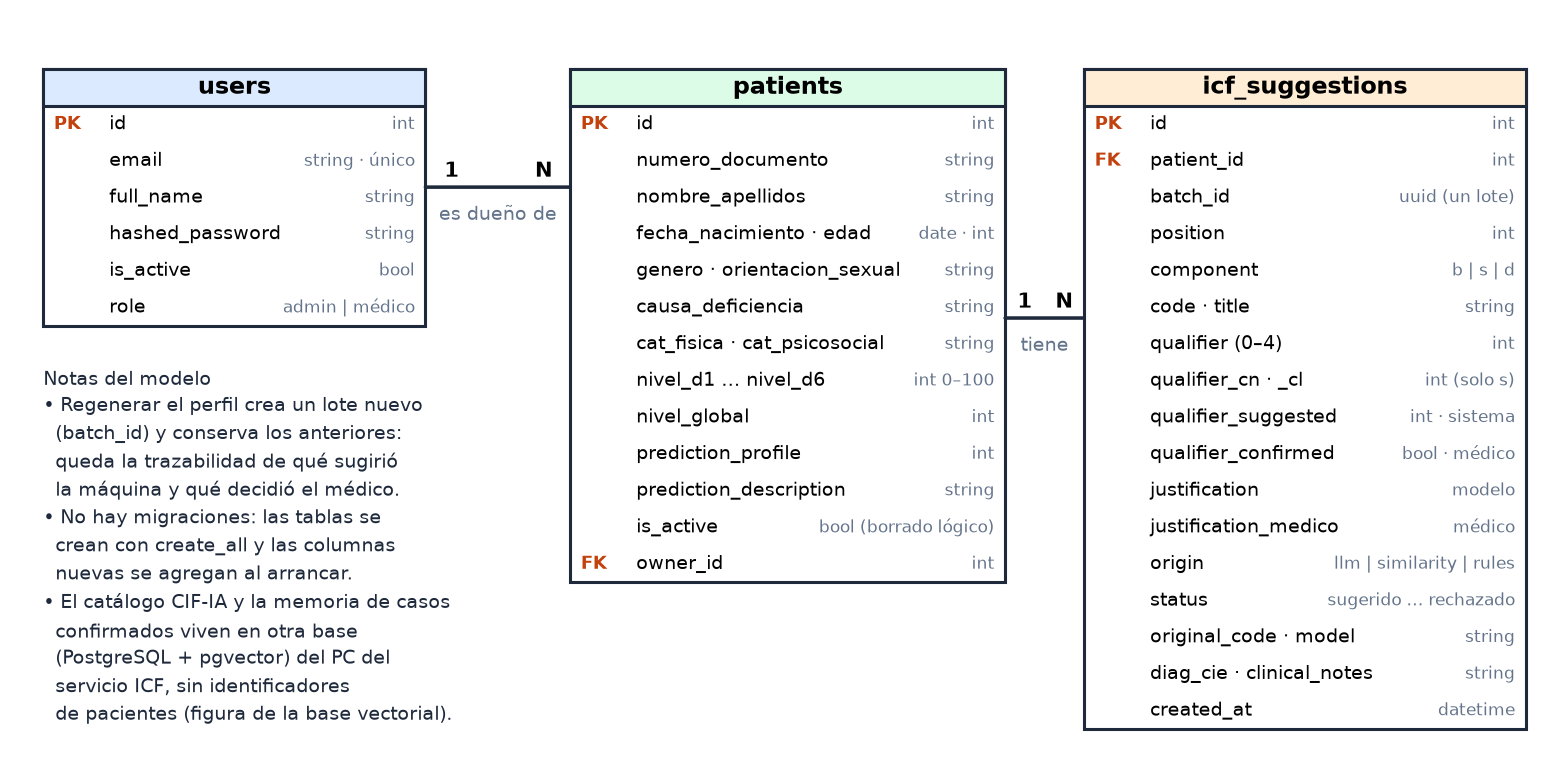 users
PK id int
email string · único
full_name string
hashed_password string
is_active bool
role admin | médico
1 N
es dueño de
patients
PK id int
numero_documento string
nombre_apellidos string
fecha_nacimiento · edad date · int
genero · orientacion_sexual string
causa_deficiencia string
cat_fisica · cat_psicosocial string
nivel_d1 … nivel_d6 int 0–100
nivel_global int
prediction_profile int
prediction_description string
is_active bool (borrado lógico)
FK owner_id int
1 N
tiene
icf_suggestions
PK id int
FK patient_id int
batch_id uuid (un lote)
position int
component b | s | d
code · title string
qualifier (0–4) int
qualifier_cn · _cl int (solo s)
qualifier_suggested int · sistema
qualifier_confirmed bool · médico
justification modelo
justification_medico médico
origin llm | similarity | rules
status sugerido … rechazado
original_code · model string
diag_cie · clinical_notes string
created_at datetime
Notas del modelo
• Regenerar el perfil crea un lote nuevo
(batch_id) y conserva los anteriores:
queda la trazabilidad de qué sugirió
la máquina y qué decidió el médico.
• No hay migraciones: las tablas se
crean con create_all y las columnas
nuevas se agregan al arrancar.
• El catálogo CIF-IA y la memoria de casos
confirmados viven en otra base
(PostgreSQL + pgvector) del PC del
servicio ICF, sin identificadores
de pacientes (figura de la base vectorial).